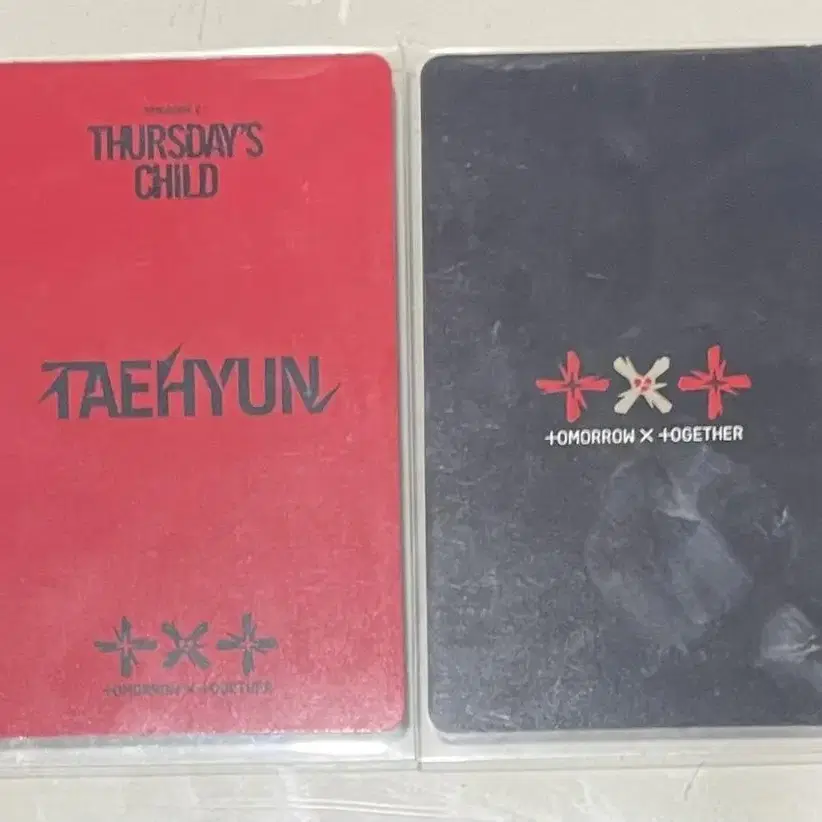 THURSDAY'S
CHILD
TAEHYUN
TOMORROW X TOGETHER
TOMORROW X TOGETHER